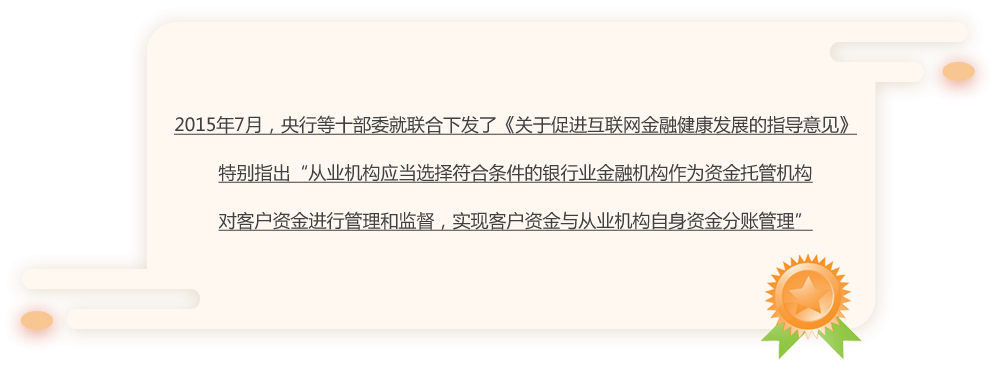 2015年7月，央行等十部委就联合下发了《关于促进互联网金融健康发展的指导意见》
特别指出“从业机构应当选择符合条件的银行业金融机构作为资金托管机构
对客户资金进行管理和监督，实现客户资金与从业机构自身资金分账管理”